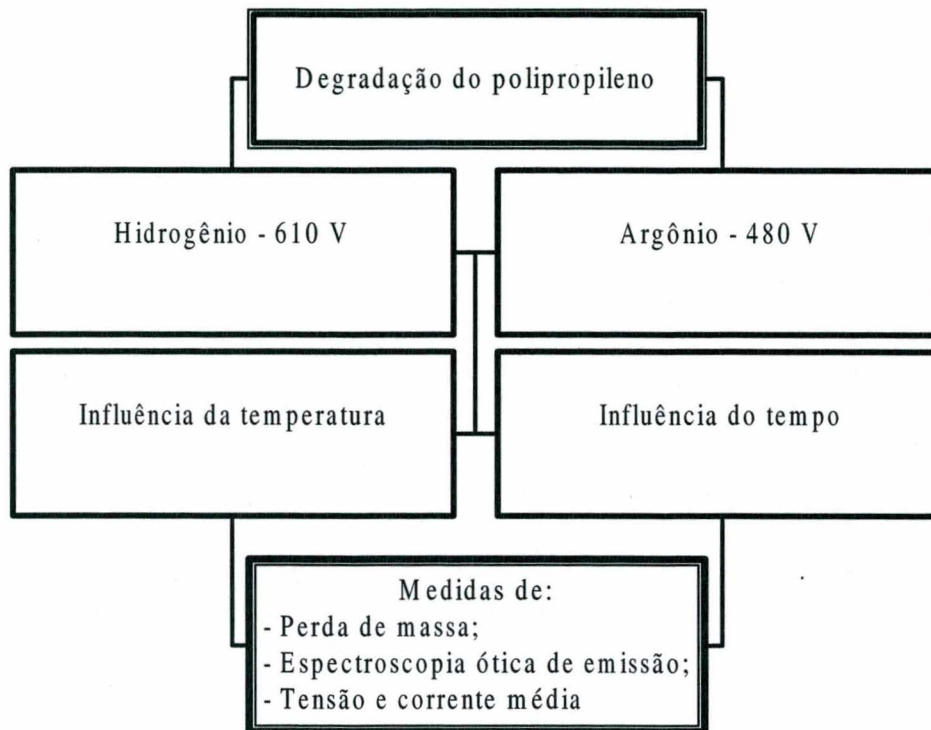 Degradação do polipropileno
Hidrogênio - 610 V
Argônio - 480 V
Influência da temperatura
Influência do tempo
Medidas de:
- Perda de massa;
- Espectroscopia ótica de emissão;
- Tensão e corrente média